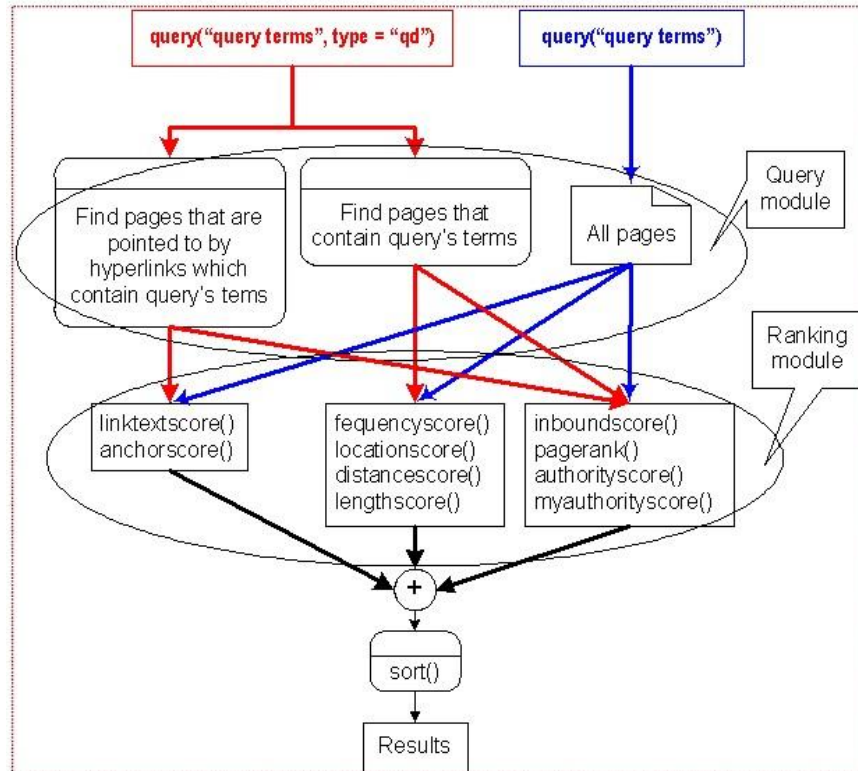 query(“query terms”, type = “qd”)
query(“query terms”)
Query
module
Find pages that are
pointed to by
hyperlinks which
contain query’s tems
Find pages that
contain query’s terms
All pages
Ranking
module
linktextscore()
anchorscore()
fequencyscore()
locationscore()
distancescore()
lengthscore()
inboundscore()
pagerank()
authorityscore()
myauthorityscore()
+
sort()
Results